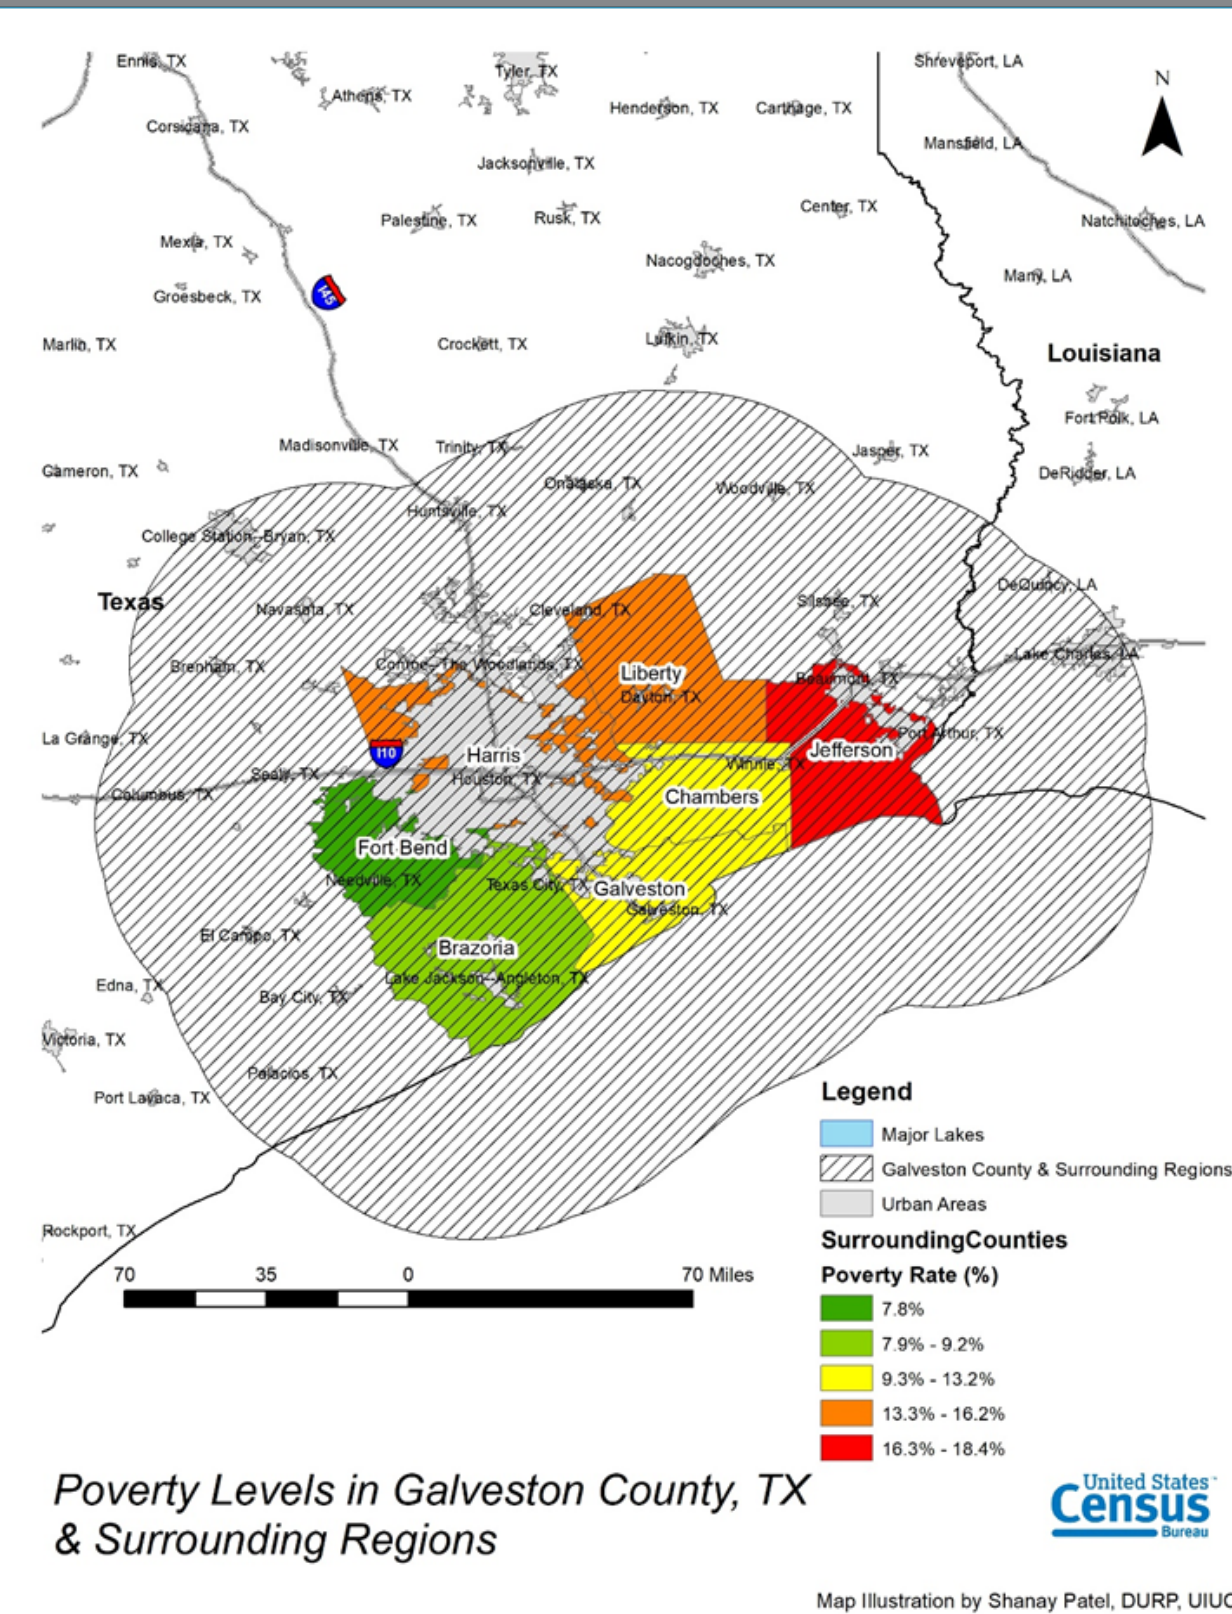 Ennis, TX
Tyler, TX
Shreveport, LA
N
Athens, TX
Henderson, TX
Carthage, TX
Corsicana, TX
Mansfield, LA
Jacksonville, TX
Center, TX
Palestine, TX
Rusk, TX
Natchitoches, LA
Mexia, TX
Nacogdoches, TX
Many, LA
I45
Groesbeck, TX
Marlin, TX
Crockett, TX
Lufkin, TX
Louisiana
Fort Polk, LA
Madisonville, TX
Trinity, TX
Jasper, TX
Cameron, TX
DeRidder, LA
Onalaska, TX
Woodville, TX
Huntsville, TX
College Station--Bryan, TX
DeQuincy, LA
Texas
Navasota, TX
Cleveland, TX
Silsbee, TX
Lake Charles, LA
Brenham, TX
Conroe--The Woodlands, TX
Liberty
Beaumont, TX
Dayton, TX
La Grange, TX
Port Arthur, TX
I10
Harris
Jefferson
Sealy, TX
Houston, TX
Winnie, TX
Columbus, TX
Chambers
Fort Bend
Needville, TX
Texas City, TX
Galveston
Galveston, TX
El Campo, TX
Brazoria
Lake Jackson--Angleton, TX
Edna, TX
Bay City, TX
Victoria, TX
Palacios, TX
Port Lavaca, TX
Legend
Major Lakes
Galveston County & Surrounding Regions
Urban Areas
Rockport, TX
SurroundingCounties
Poverty Rate (%)
70 35 0 70 Miles
7.8%
7.9% - 9.2%
9.3% - 13.2%
13.3% - 16.2%
16.3% - 18.4%
Poverty Levels in Galveston County, TX
& Surrounding Regions
United States
Census
Bureau
Map Illustration by Shanay Patel, DURP, UIUC